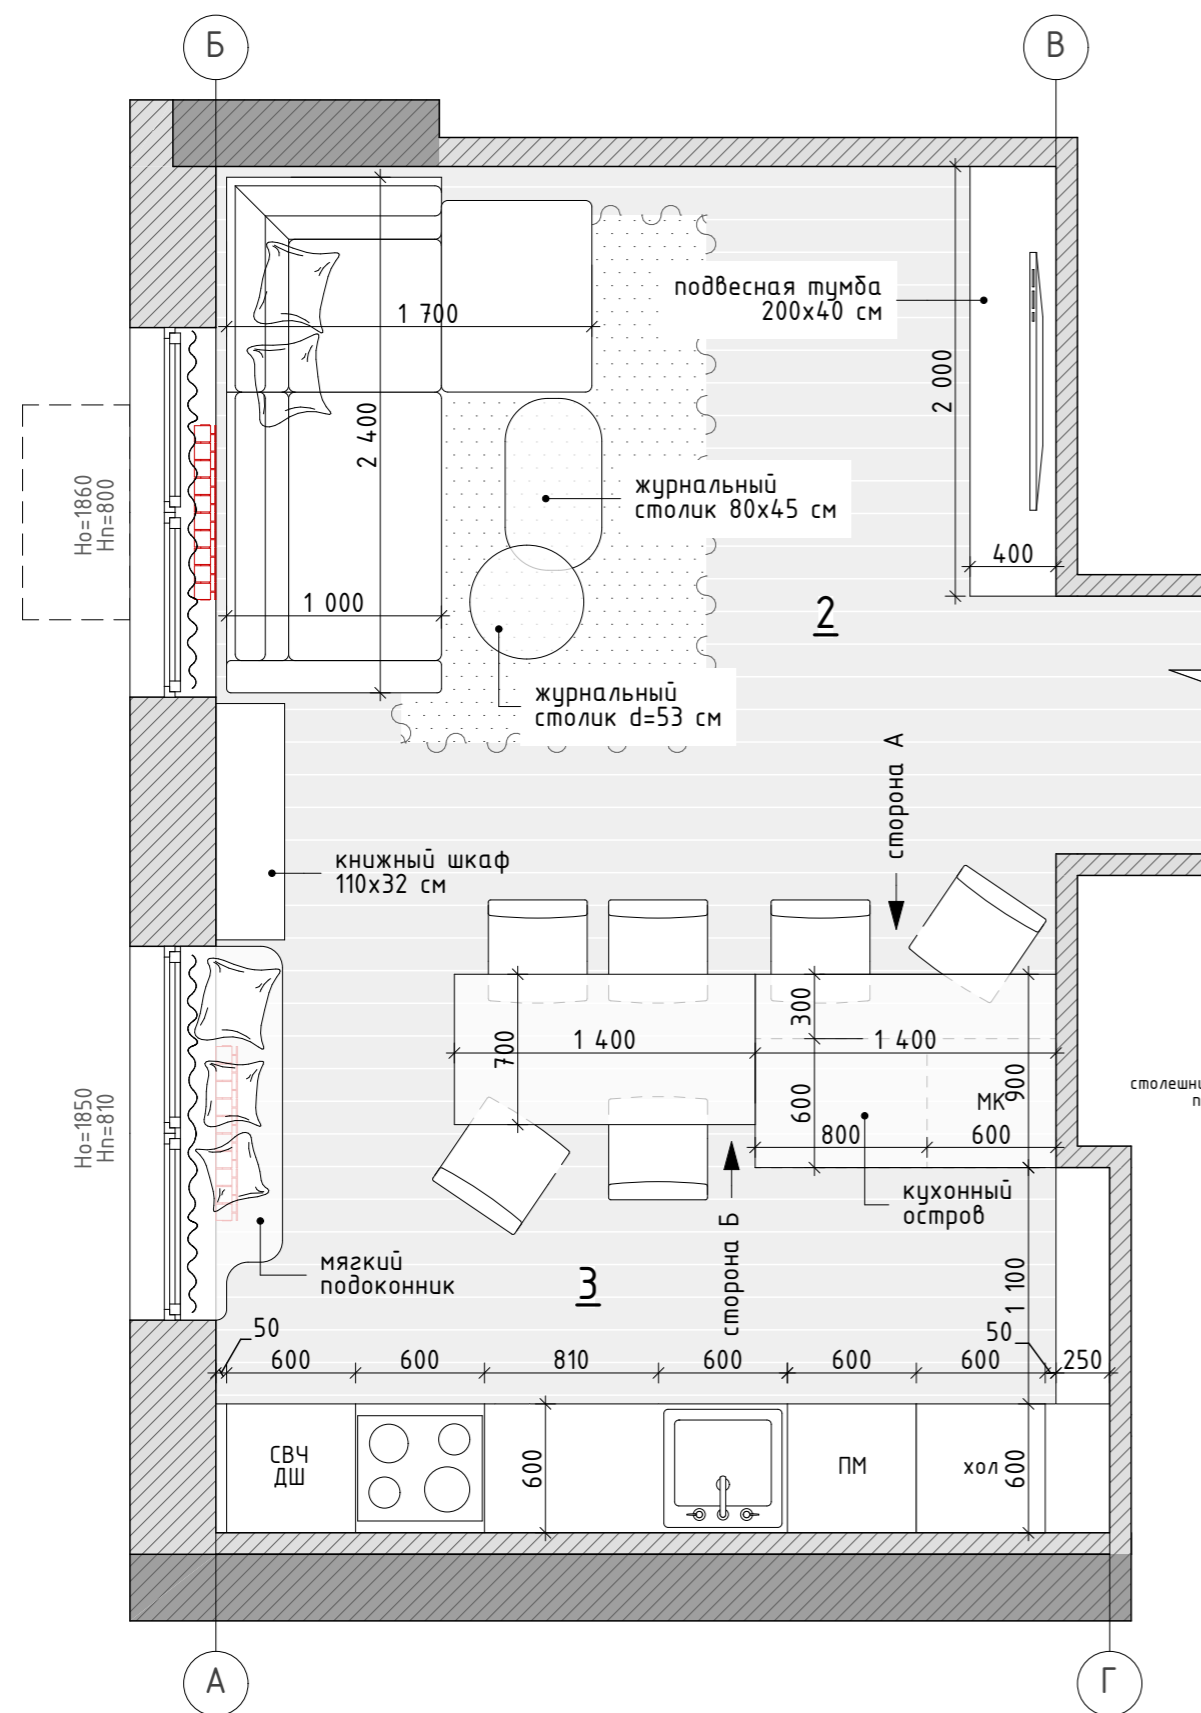 Б
В
подвесная тумба
200х40 см
1 700
2 000
2 400
Но=1860
Нп=800
журнальный
столик 80х45 см
400
1 000
2
журнальный
столик d=53 см
сторона А
книжный шкаф
110х32 см
300
1 400
1 400
700
900
600
МК
800
600
Но=1850
Нп=810
столешни
п
кухонный
остров
мягкий
подоконник
3
сторона Б
1 100
50
50
600
600
810
600
600
600
250
СВЧ
ДШ
600
ПМ
хол
600
А
Г